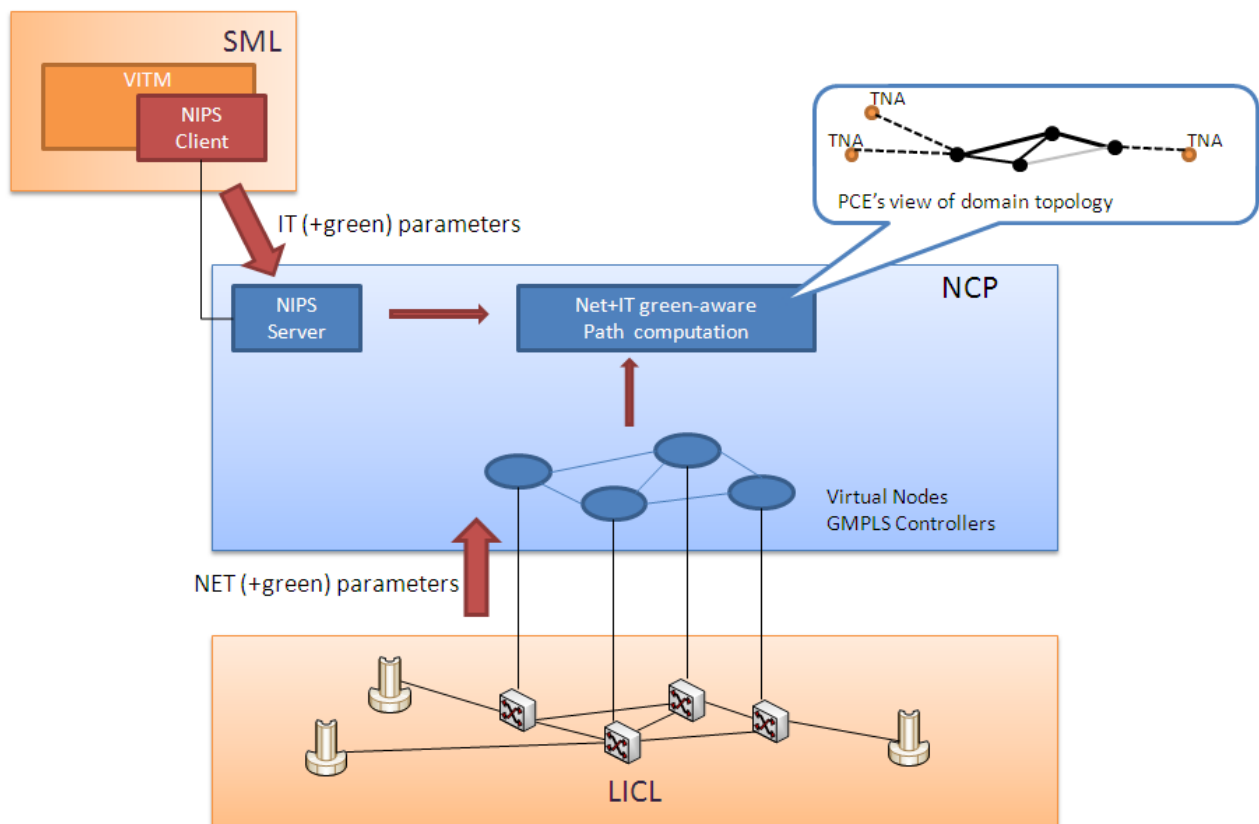 SML
VITM
NIPS
Client
TNA
TNA
TNA
PCE's view of domain topology
IT (+green) parameters
NCP
NIPS
Server
Net+IT green-aware
Path computation
Virtual Nodes
GMPLS Controllers
NET (+green) parameters
LICL